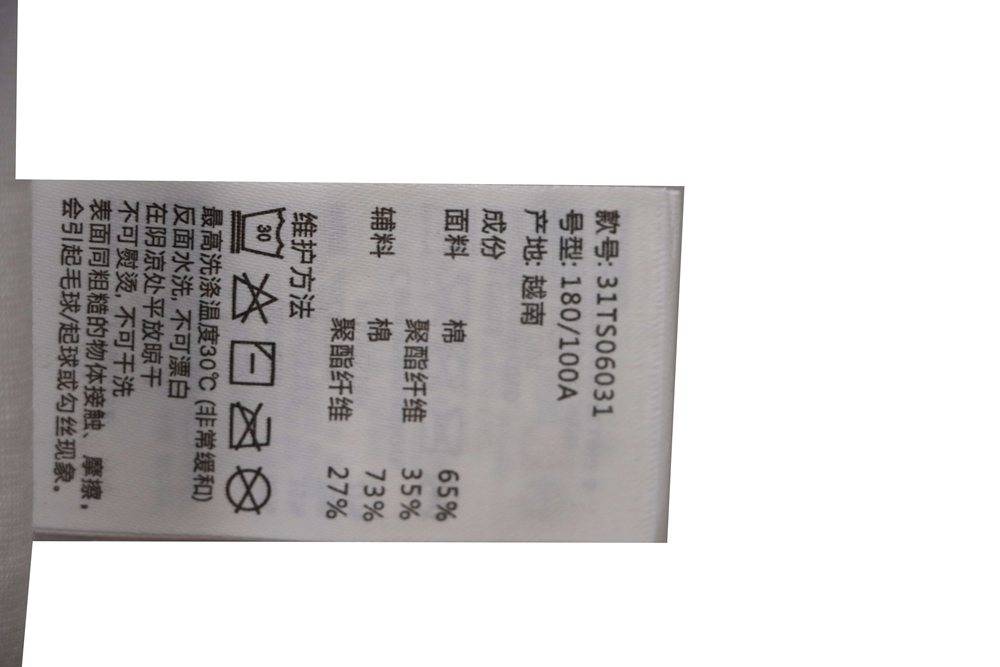 款号: 31TS06031
号型: 180/100A
产地: 越南
成份
面料 棉 65%
聚酯纤维 35%
辅料 棉 73%
聚酯纤维 27%
维护方法
30
最高洗涤温度30℃ (非常缓和)
反面水洗, 不可漂白
在阴凉处平放晾干
不可熨烫, 不可干洗
表面同粗糙的物体接触、摩擦,
会引起毛球/起球或勾丝现象。